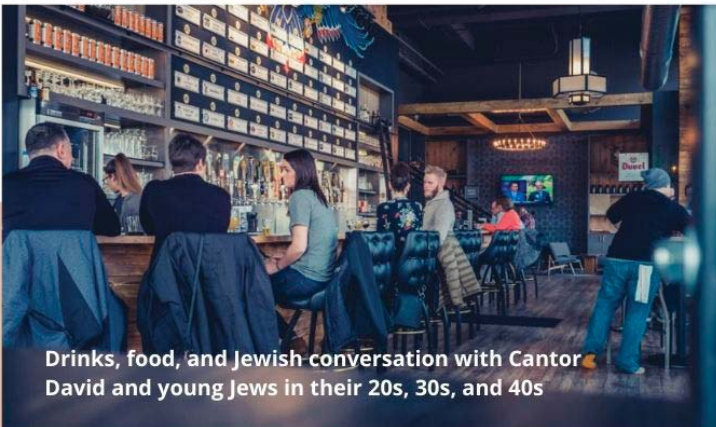 Duvel
Drinks, food, and Jewish conversation with Cantor
David and young Jews in their 20s, 30s, and 40s